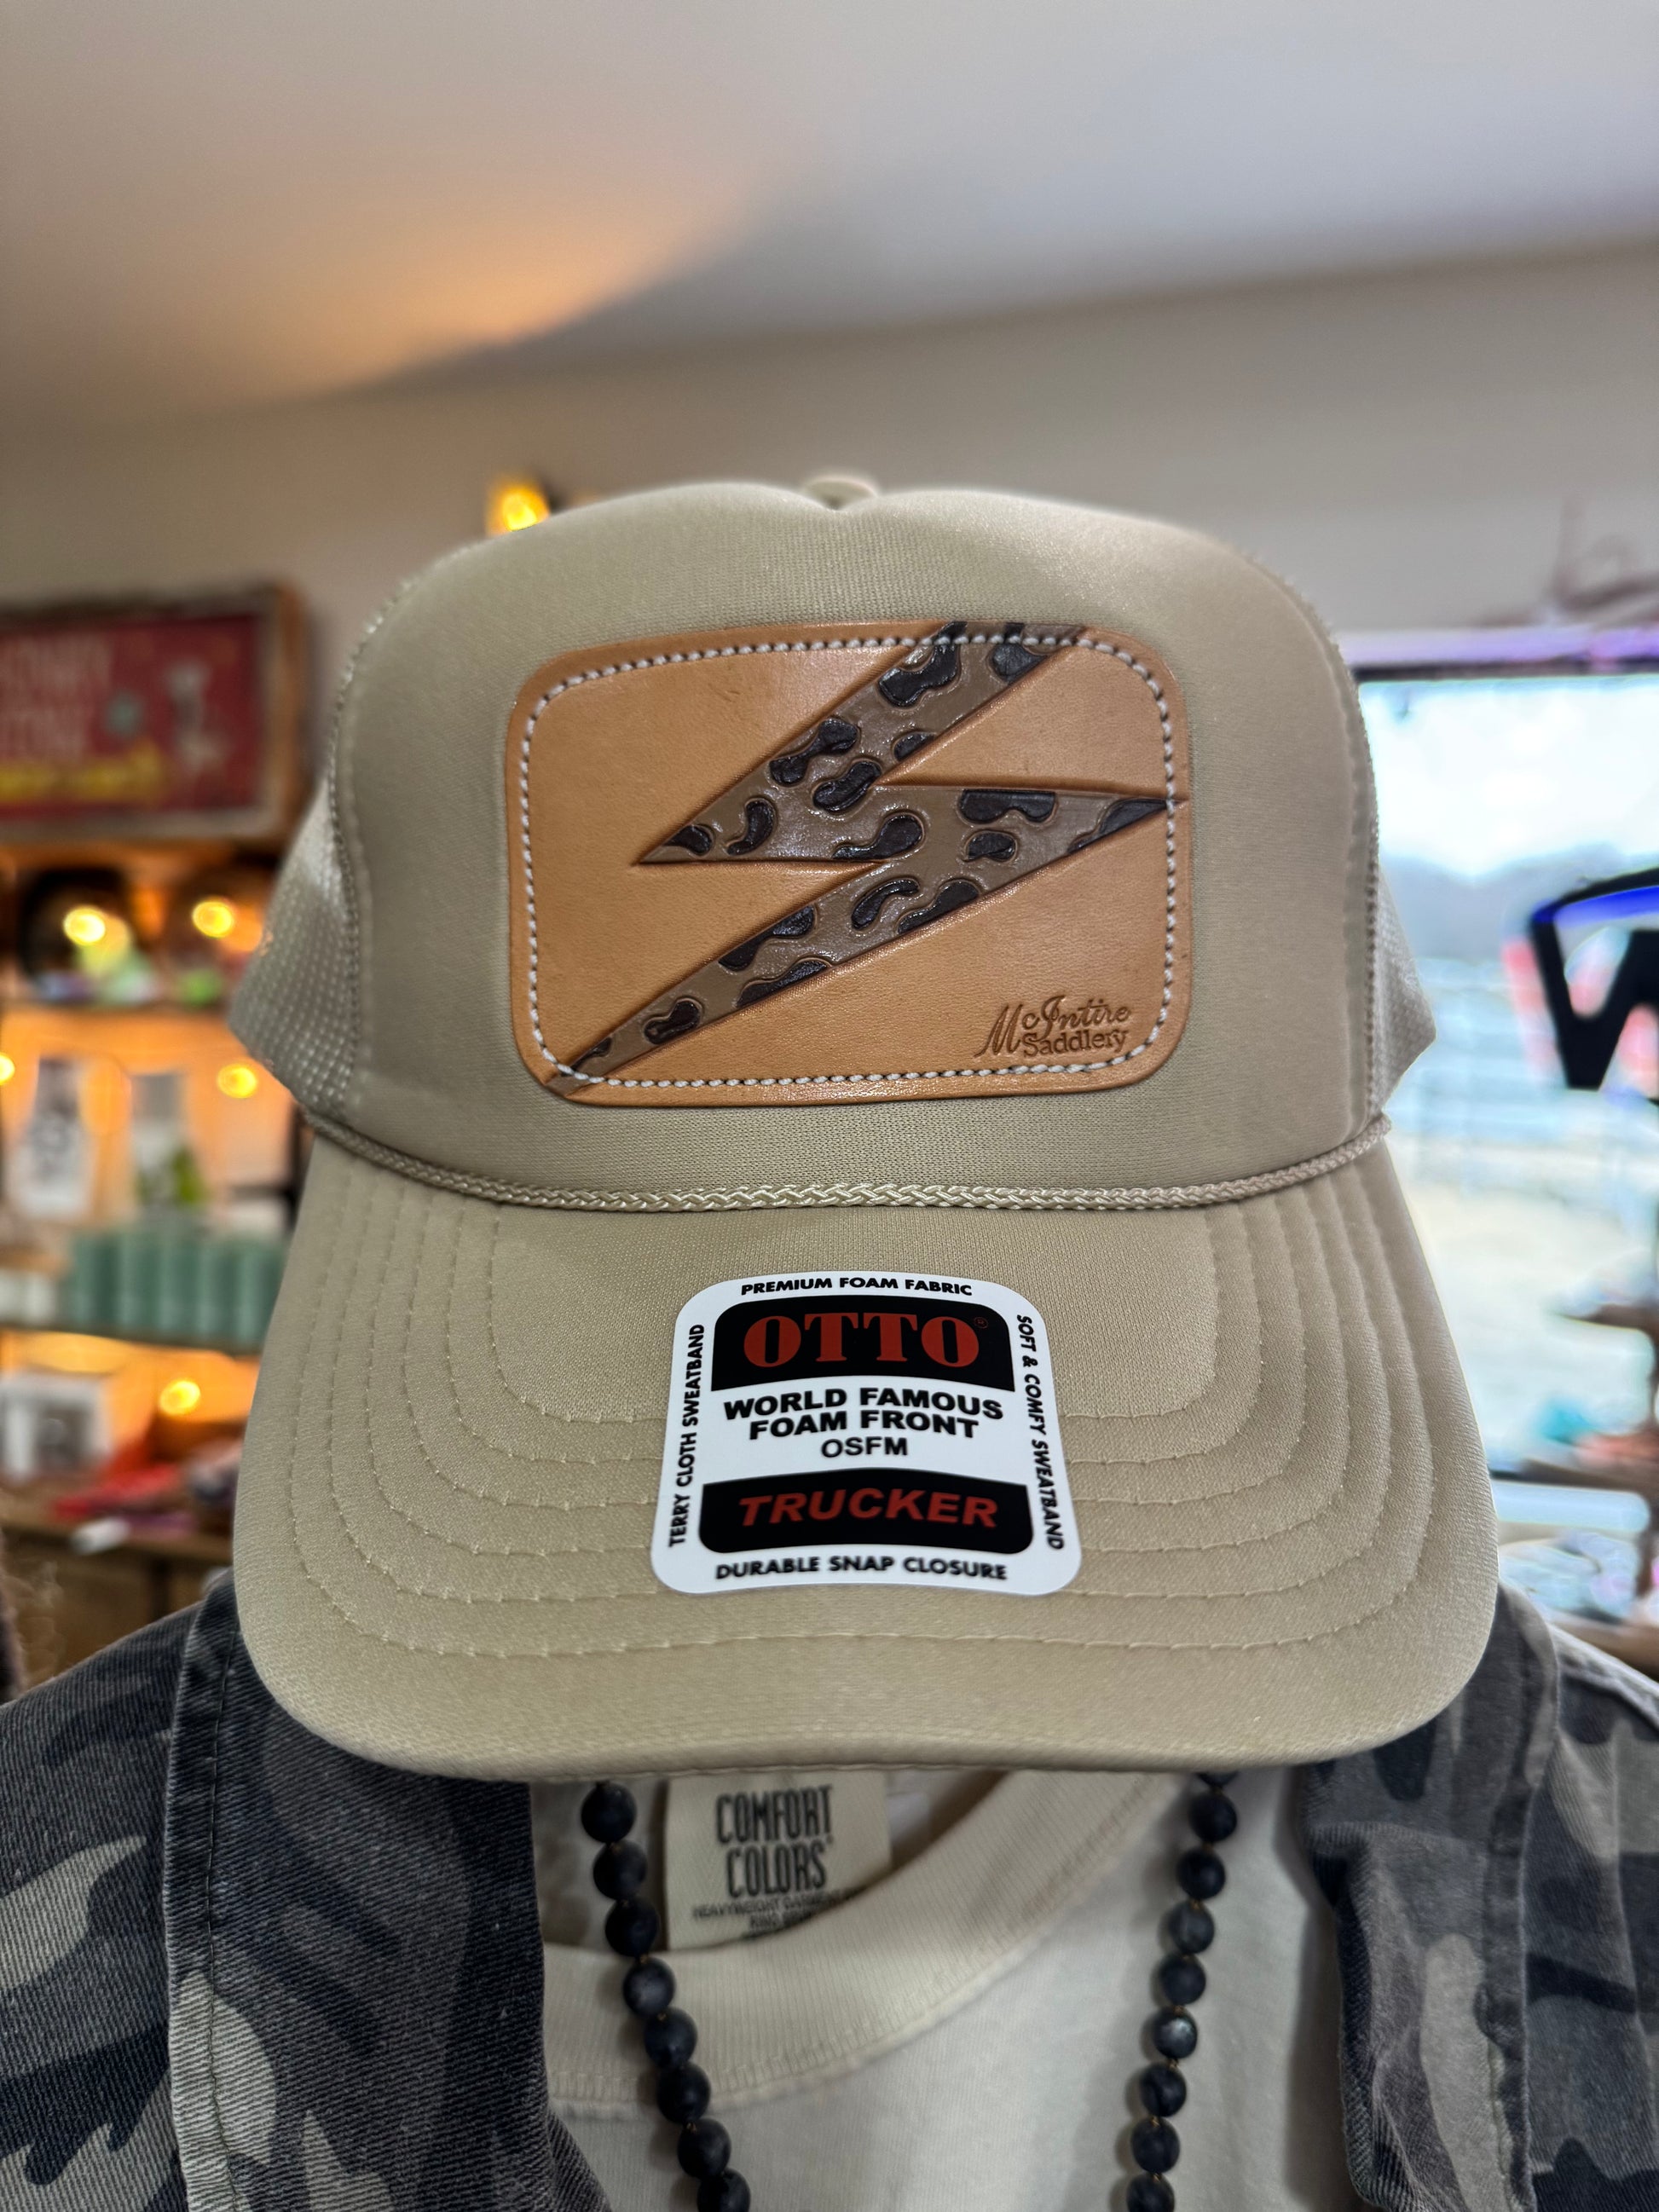 McIntire
Saddlery
PREMIUM FOAM FABRIC
TERRY CLOTH SWEATBAND
OTTO®
WORLD FAMOUS
FOAM FRONT
OSFM
TRUCKER
SOFT & COMFY SWEATBAND
DURABLE SNAP CLOSURE
COMFORT
COLORS®